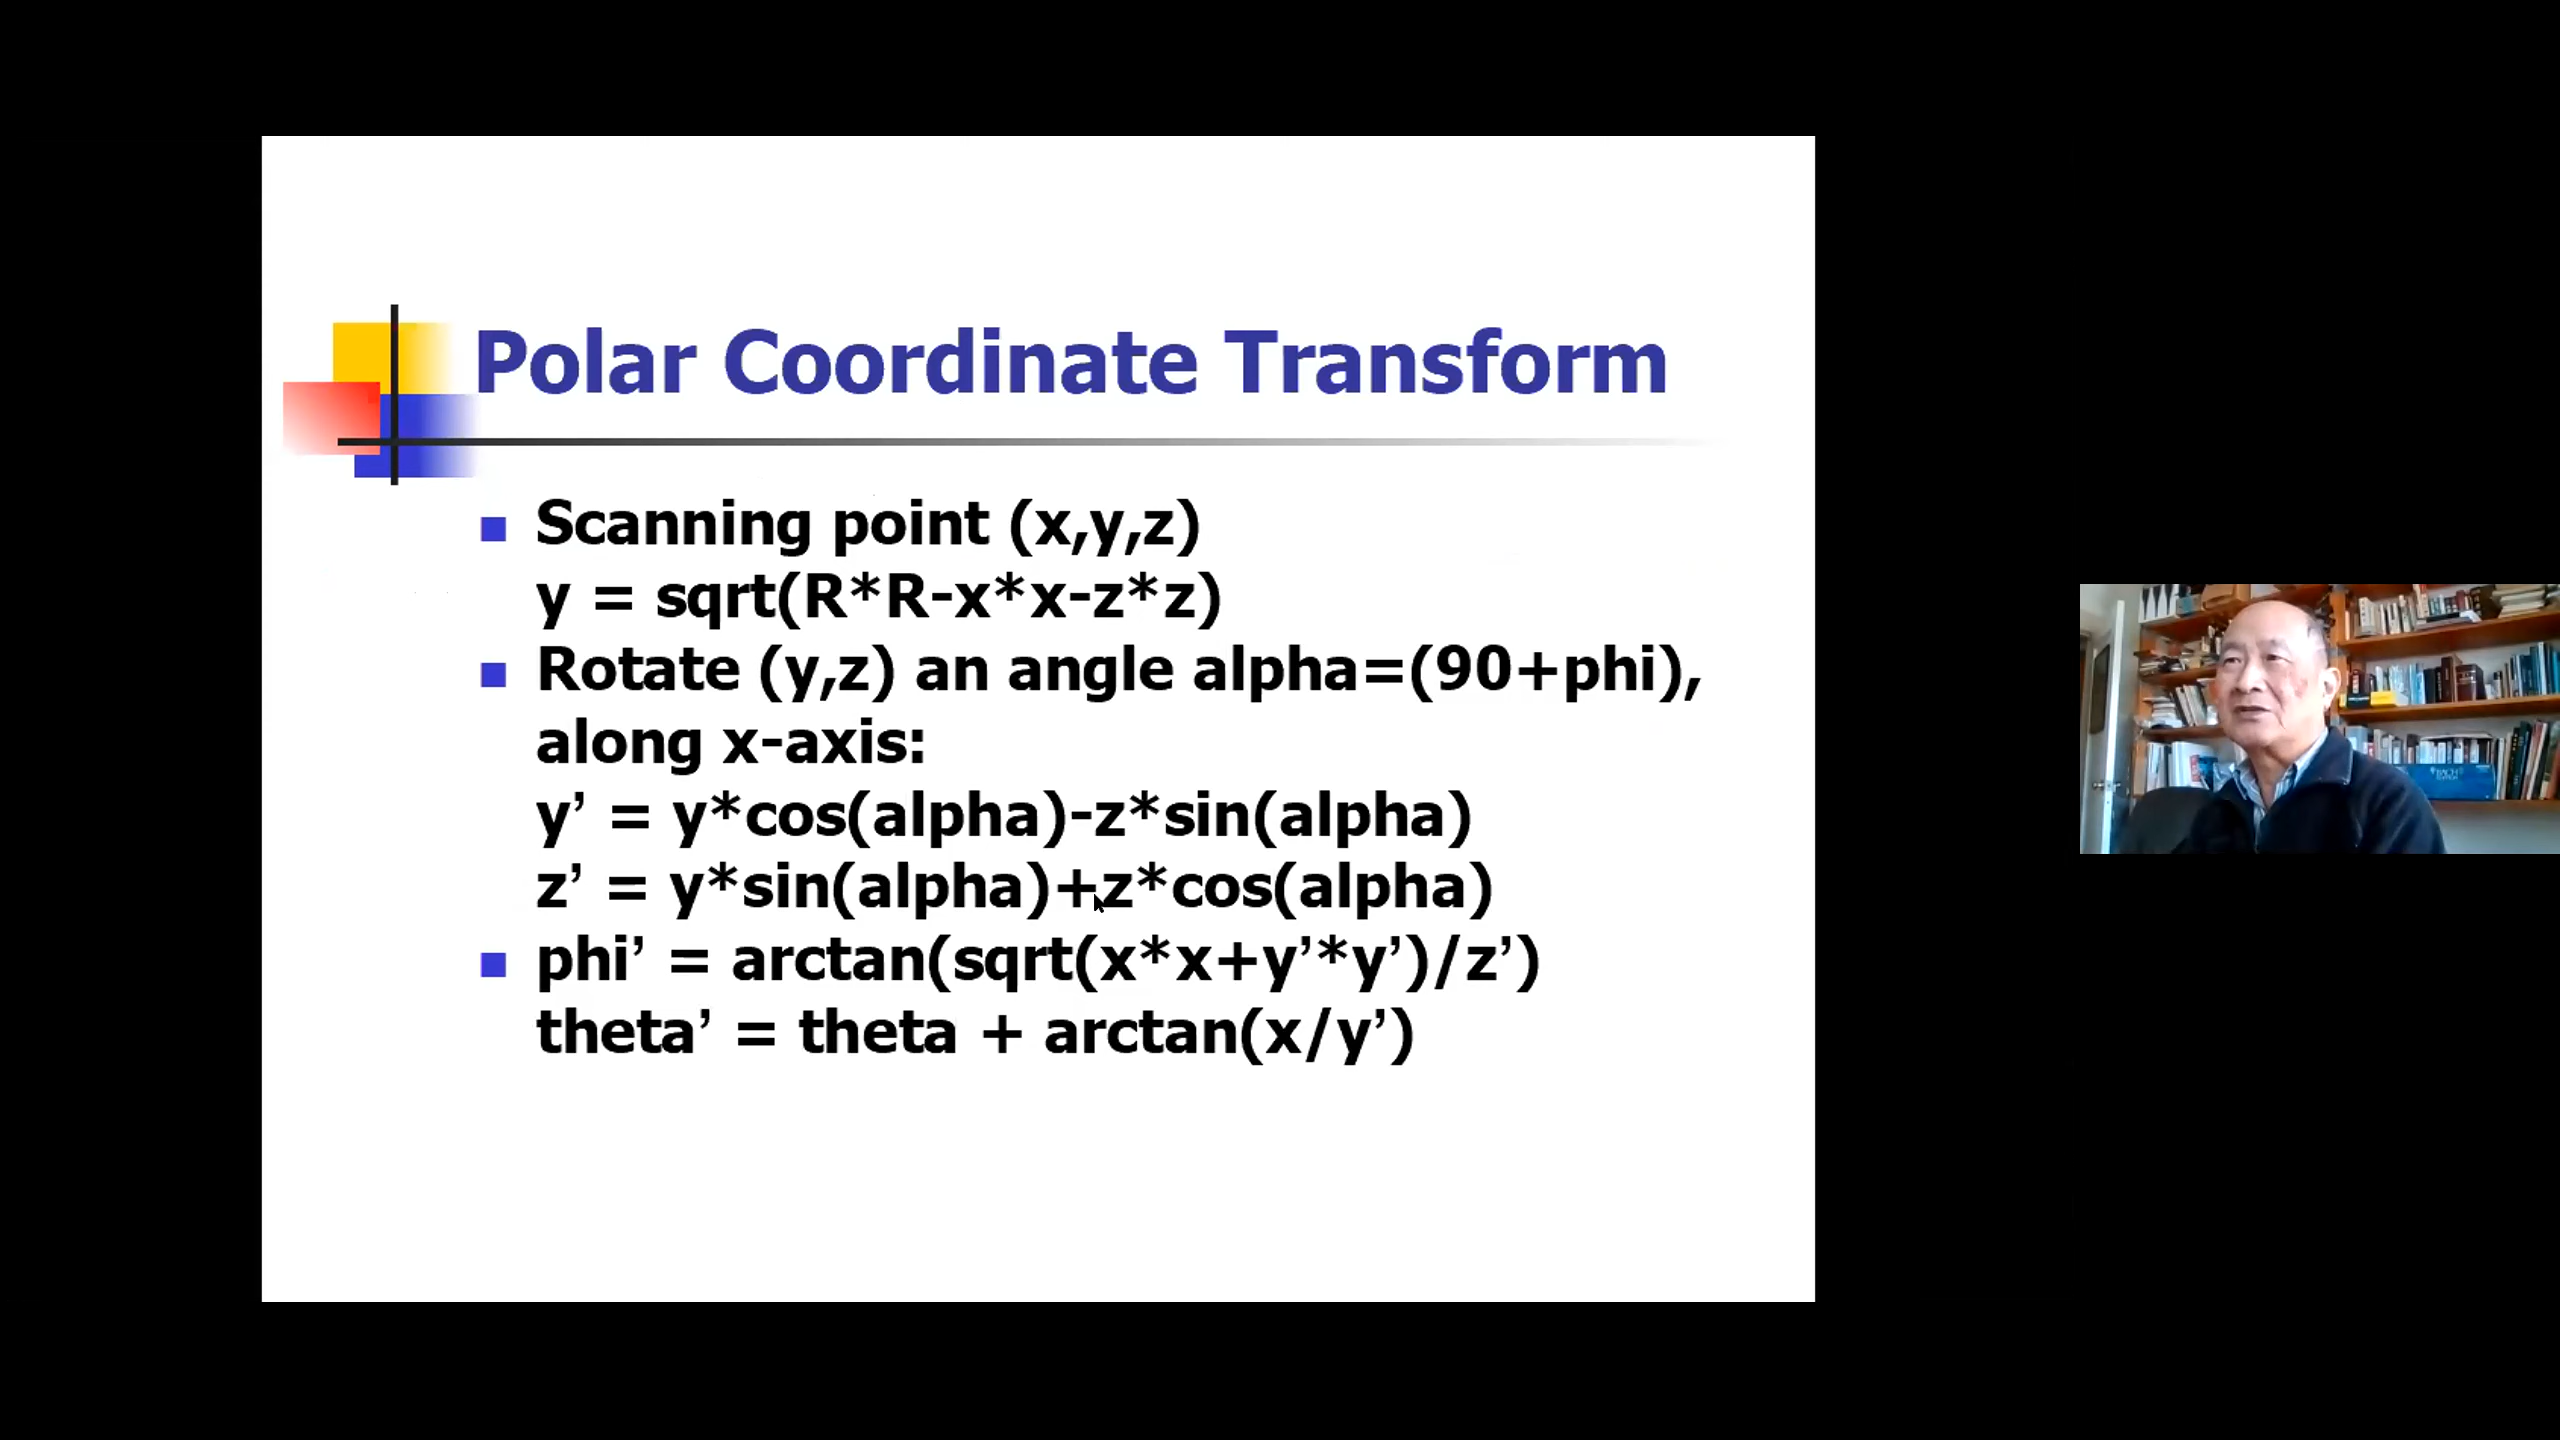 Polar Coordinate Transform
Scanning point (x,y,z)
y = sqrt(R*R-x*x-z*z)
Rotate (y,z) an angle alpha=(90+phi),
along x-axis:
y’ = y*cos(alpha)-z*sin(alpha)
z’ = y*sin(alpha)+z*cos(alpha)
phi’ = arctan(sqrt(x*x+y’*y’)/z’)
theta’ = theta + arctan(x/y’)
BACH